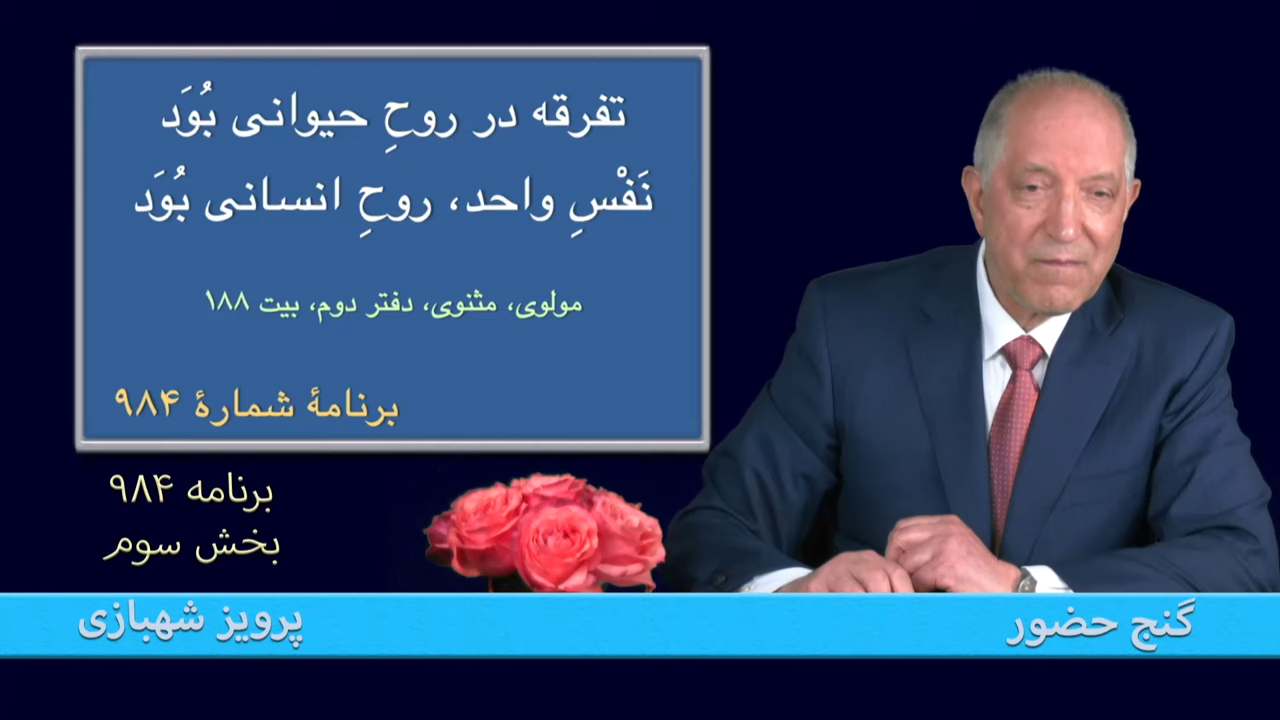 تفرقه در روحِ حیوانی بُوَد
نَفْسِ واحد، روحِ انسانی بُوَد
مولوی، مثنوی، دفتر دوم، بیت ۱۸۸
برنامهٔ شمارهٔ ۹۸۴
برنامه ۹۸۴
بخش سوم
گنج حضور
پرویز شهبازی